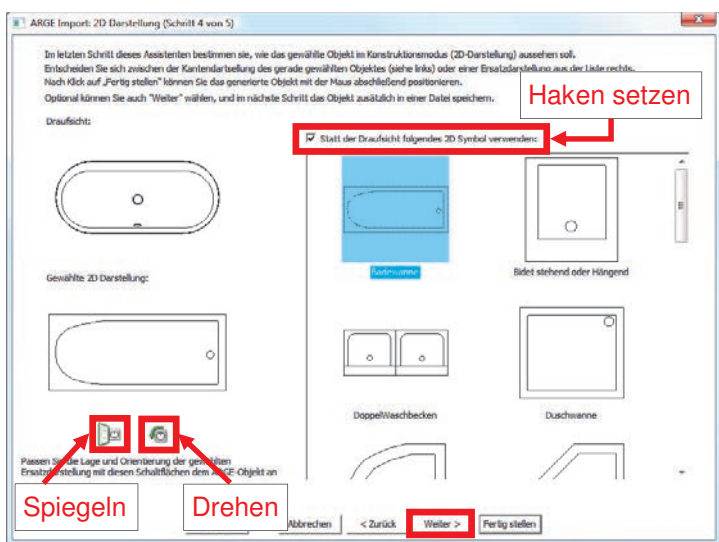 ARGE Import: 2D Darstellung (Schritt 4 von 5)
Im letzten Schritt dieses Assistenten bestimmen sie, wie das gewählte Objekt im Konstruktionsmodus (2D-Darstellung) aussehen soll.
Entscheiden Sie sich zwischen der Kantendartsellung des gerade gewählten Objektes (siehe links) oder einer Ersatzdarstellung aus der Liste rechts.
Nach Klick auf „Fertig stellen" können Sie das generierte Objekt mit der Maus abschließend positionieren.
Optional können Sie auch "Weiter" wählen, und im nächste Schritt das Objekt zusätzlich in einer Datei speichern.
Haken setzen
Draufsicht:
Statt der Draufsicht folgendes 2D Symbol verwenden:
Badewanne
Bidet stehend oder Hängend
Gewählte 2D Darstellung:
DoppelWaschbecken
Duschwanne
Passen Sie die Lage und Orientierung der gewählten
Ersatzdarstellung mit diesen Schaltflächen dem ARGE-Objekt an
Spiegeln
Drehen
Abbrechen
< Zurück
Weiter >
Fertig stellen